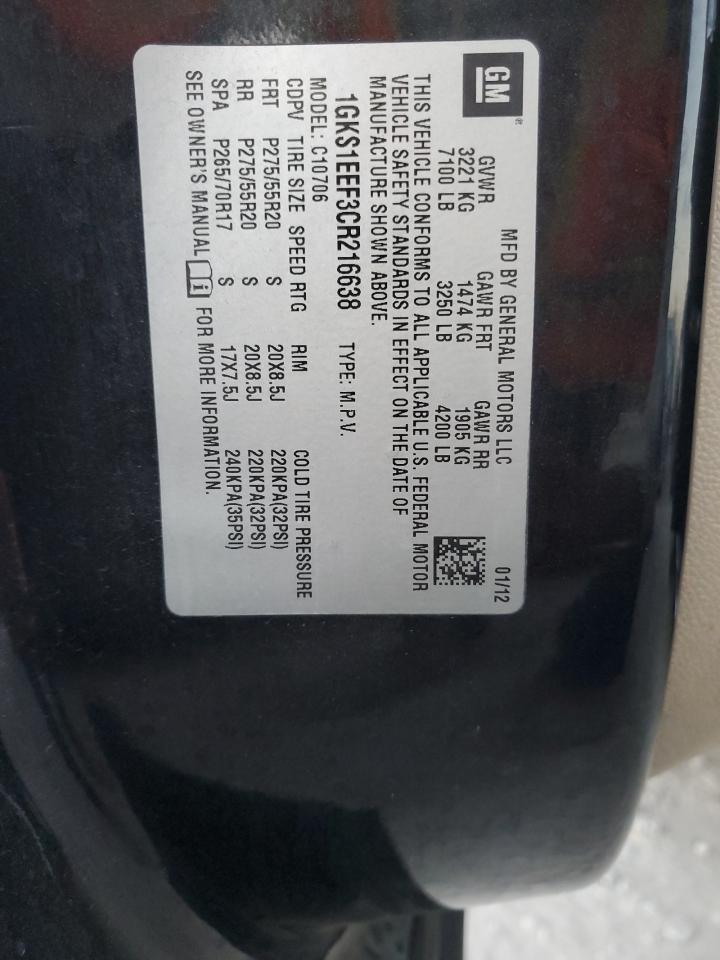 GM
MFD BY GENERAL MOTORS LLC 01/12
GVWR GAWR FRT GAWR RR
3221 KG 1474 KG 1905 KG
7100 LB 3250 LB 4200 LB
THIS VEHICLE CONFORMS TO ALL APPLICABLE U.S. FEDERAL MOTOR
VEHICLE SAFETY STANDARDS IN EFFECT ON THE DATE OF
MANUFACTURE SHOWN ABOVE.
1GKS1EEF3CR216638 TYPE: M.P.V.
MODEL: C10706
CDPV TIRE SIZE SPEED RTG RIM COLD TIRE PRESSURE
FRT P275/55R20 S 20X8.5J 220KPA(32PSI)
RR P275/55R20 S 20X8.5J 220KPA(32PSI)
SPA P265/70R17 S 17X7.5J 240KPA(35PSI)
SEE OWNER'S MANUAL i FOR MORE INFORMATION.